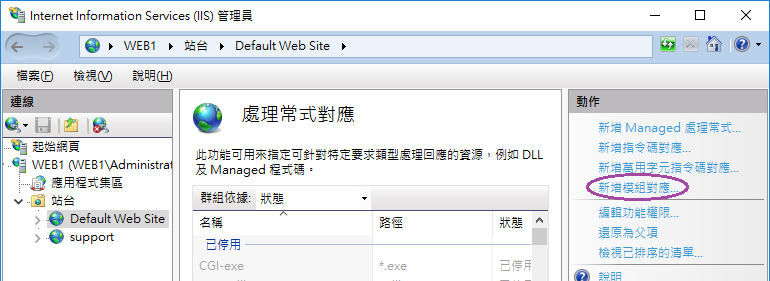 Internet Information Services (IIS) 管理員
WEB1 ▸ 站台 ▸ Default Web Site ▸
檔案(F) 檢視(V) 說明(H)
連線
起始網頁
WEB1 (WEB1\Administrat
應用程式集區
站台
Default Web Site
support
處理常式對應
此功能可用來指定可針對特定要求類型處理回應的資源，例如 DLL
及 Managed 程式碼。
群組依據: 狀態
名稱 路徑 狀態
已停用
CGI-exe *.exe 已停用
動作
新增 Managed 處理常式...
新增指令碼對應...
新增萬用字元指令碼對應...
新增模組對應...
編輯功能權限...
還原為父項
檢視已排序的清單...
說明